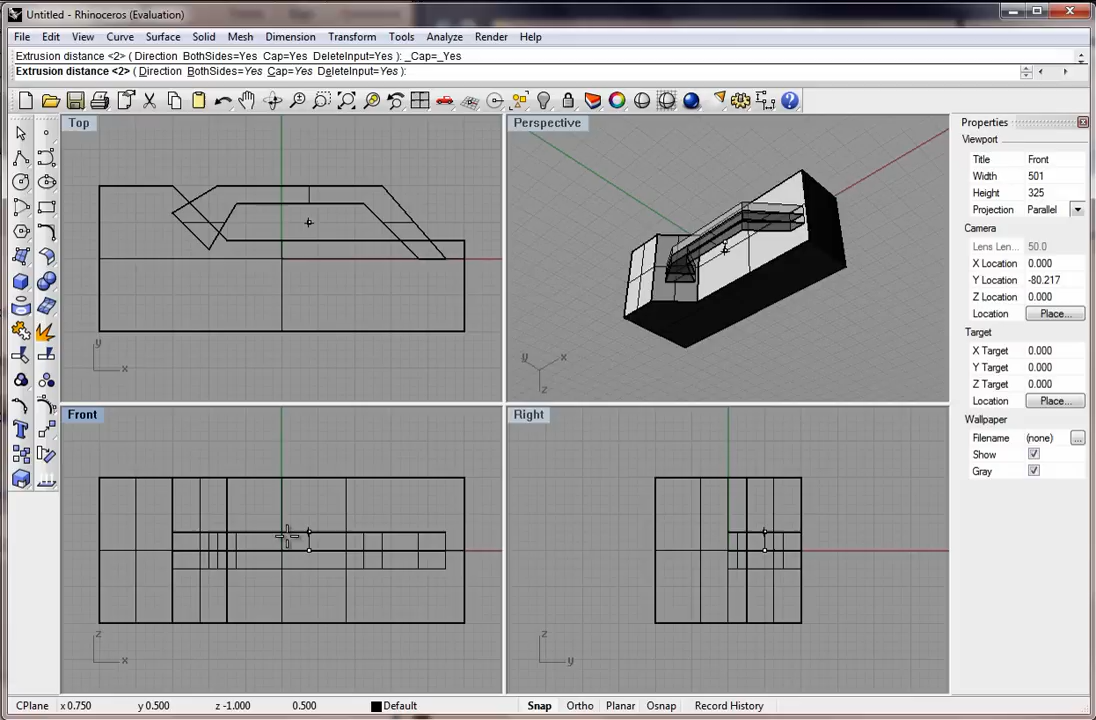 Untitled - Rhinoceros (Evaluation)
File Edit View Curve Surface Solid Mesh Dimension Transform Tools Analyze Render Help
Extrusion distance <2> ( Direction BothSides=Yes Cap=Yes DeleteInput=Yes ): _Cap=_Yes
Extrusion distance <2> ( Direction BothSides=Yes Cap=Yes DeleteInput=Yes ):
Top
y
x
Perspective
y x
z
Front
z
x
Right
z
y
Properties
Viewport
Title Front
Width 501
Height 325
Projection Parallel
Camera
Lens Len... 50.0
X Location 0.000
Y Location -80.217
Z Location 0.000
Location Place...
Target
X Target 0.000
Y Target 0.000
Z Target 0.000
Location Place...
Wallpaper
Filename (none) ...
Show
Gray
CPlane x 0.750 y 0.500 z -1.000 0.500 Default Snap Ortho Planar Osnap Record History